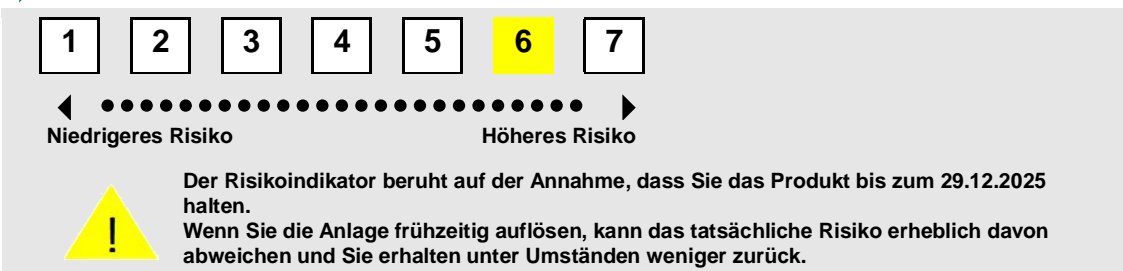 1 2 3 4 5 6 7
Niedrigeres Risiko Höheres Risiko
Der Risikoindikator beruht auf der Annahme, dass Sie das Produkt bis zum 29.12.2025
halten.
Wenn Sie die Anlage frühzeitig auflösen, kann das tatsächliche Risiko erheblich davon
abweichen und Sie erhalten unter Umständen weniger zurück.
!